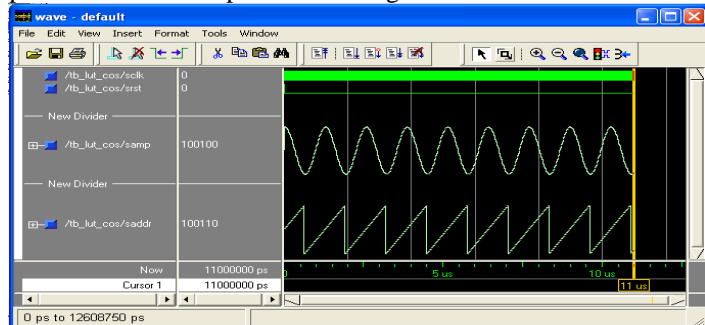 wave - default
File Edit View Insert Format Tools Window
/tb_lut_cos/sclk 0
/tb_lut_cos/srst 0
New Divider
/tb_lut_cos/samp 100100
New Divider
/tb_lut_cos/saddr 100110
Now 11000000 ps 5 us 10 us
Cursor 1 11000000 ps 11 us
0 ps to 12608750 ps